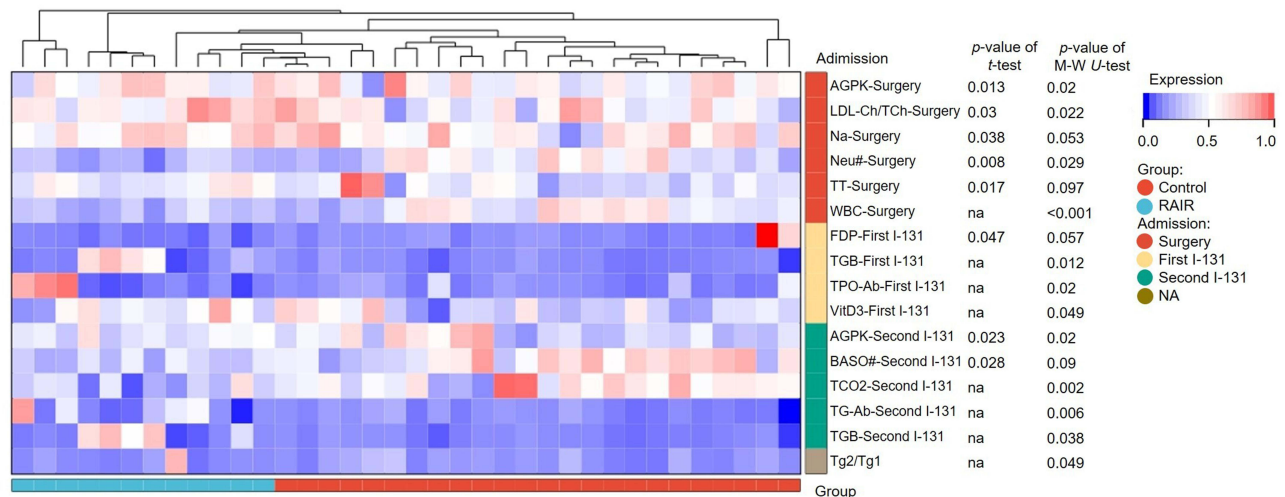 Admission
p-value of t-test
p-value of M-W U-test
AGPK-Surgery 0.013 0.02
LDL-Ch/TCh-Surgery 0.03 0.022
Na-Surgery 0.038 0.053
Neu#-Surgery 0.008 0.029
TT-Surgery 0.017 0.097
WBC-Surgery na <0.001
FDP-First I-131 0.047 0.057
TGB-First I-131 na 0.012
TPO-Ab-First I-131 na 0.02
VitD3-First I-131 na 0.049
AGPK-Second I-131 0.023 0.02
BASO#-Second I-131 0.028 0.09
TCO2-Second I-131 na 0.002
TG-Ab-Second I-131 na 0.006
TGB-Second I-131 na 0.038
Tg2/Tg1 na 0.049
Group
Expression
0.0 0.5 1.0
Group:
Control
RAIR
Admission:
Surgery
First I-131
Second I-131
NA